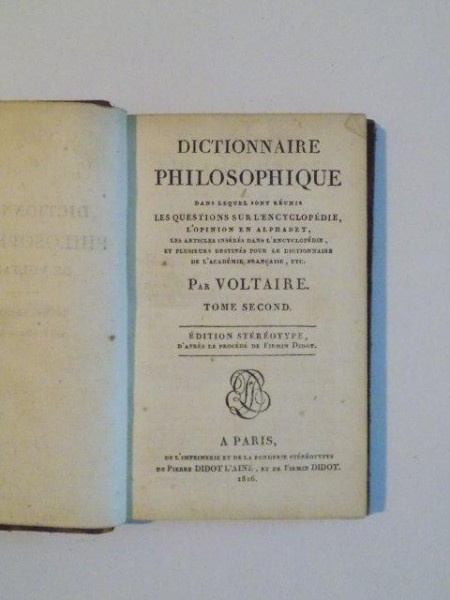 DICTIONNAIRE
PHILOSOPHIQUE
DANS LEQUEL SONT RÉUNIS
LES QUESTIONS SUR L'ENCYCLOPÉDIE,
L'OPINION EN ALPHABET,
LES ARTICLES INSÉRÉS DANS L'ENCYCLOPÉDIE,
ET PLUSIEURS DESTINÉS POUR LE DICTIONNAIRE
DE L'ACADÉMIE FRANÇAISE, ETC.
PAR VOLTAIRE.
TOME SECOND.
ÉDITION STÉRÉOTYPE,
D'APRÈS LE PROCÉDÉ DE FIRMIN DIDOT.
A PARIS,
DE L'IMPRIMERIE ET DE LA FONDERIE STÉRÉOTYPES
DE PIERRE DIDOT L'AÎNÉ, ET DE FIRMIN DIDOT.
1816.